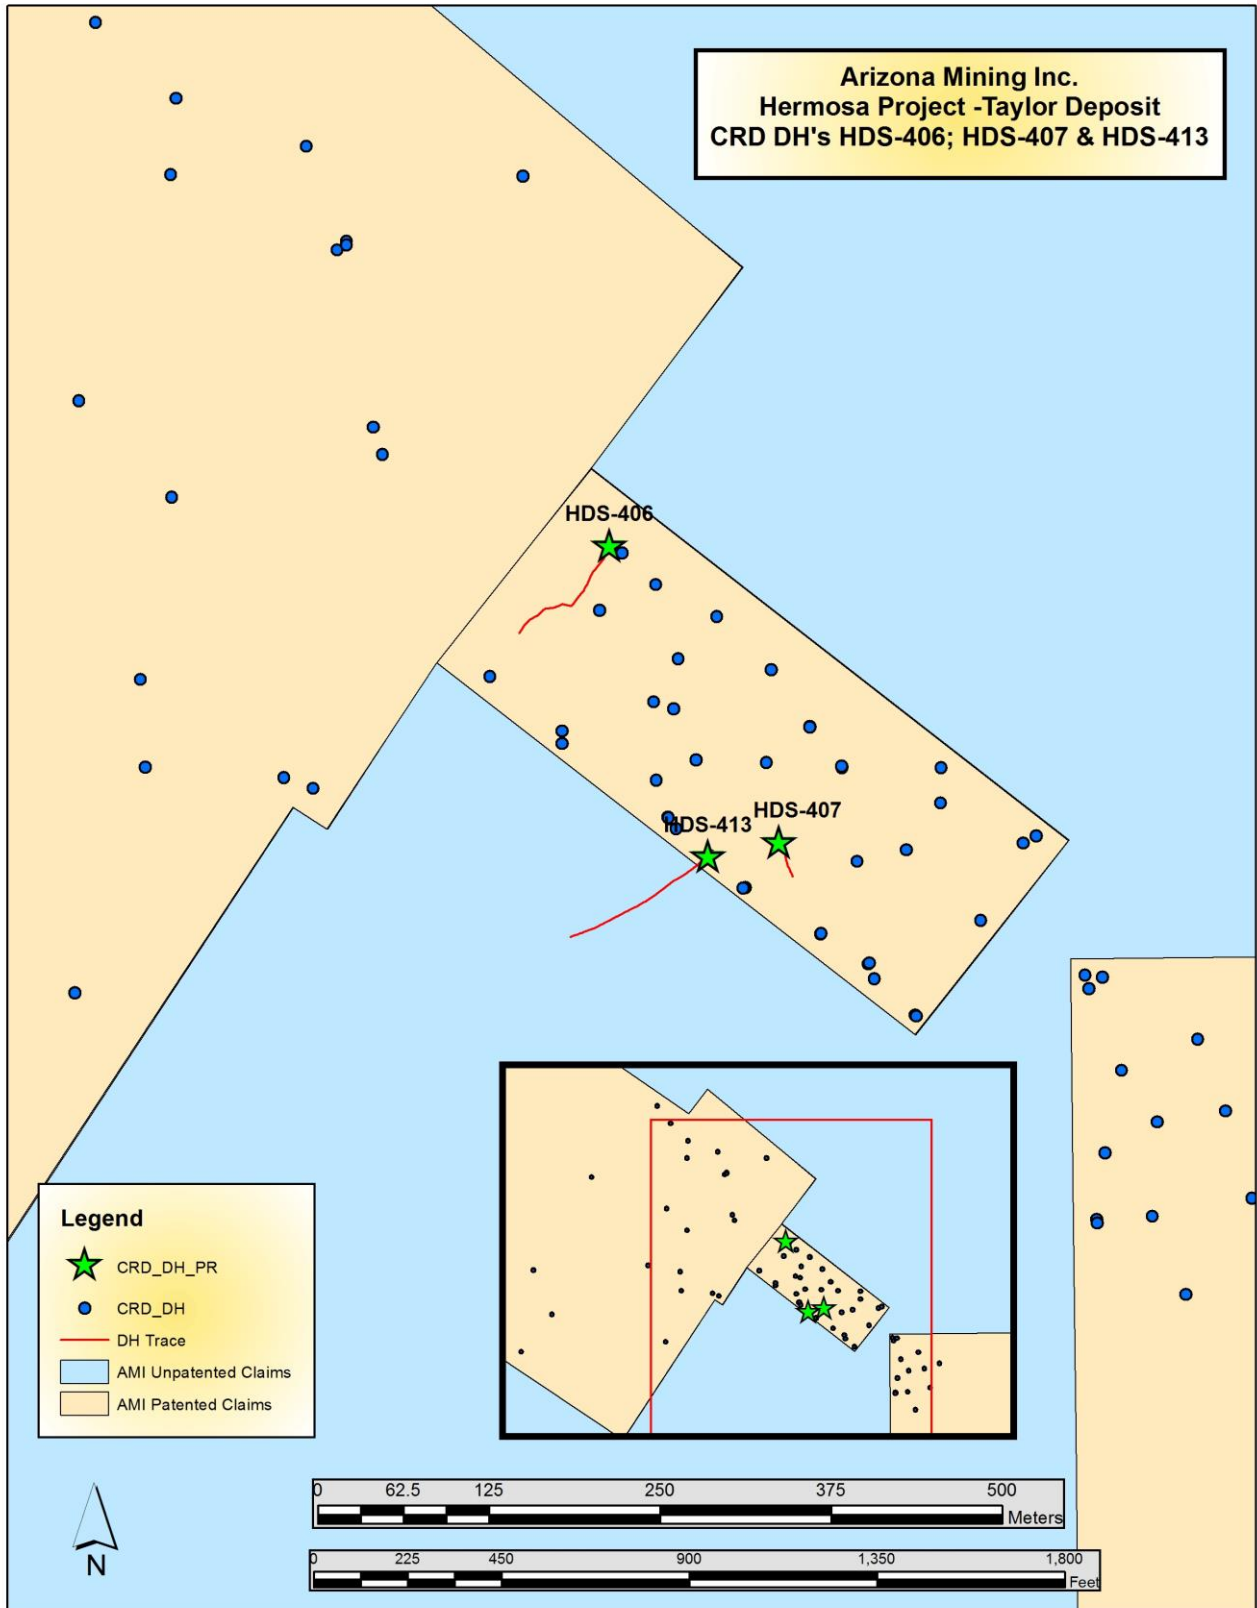 Arizona Mining Inc.
Hermosa Project -Taylor Deposit
CRD DH's HDS-406; HDS-407 & HDS-413
HDS-406
HDS-407
HDS-413
Legend
CRD_DH_PR
CRD_DH
DH Trace
AMI Unpatented Claims
AMI Patented Claims
N
0 62.5 125 250 375 500
Meters
0 225 450 900 1,350 1,800
Feet